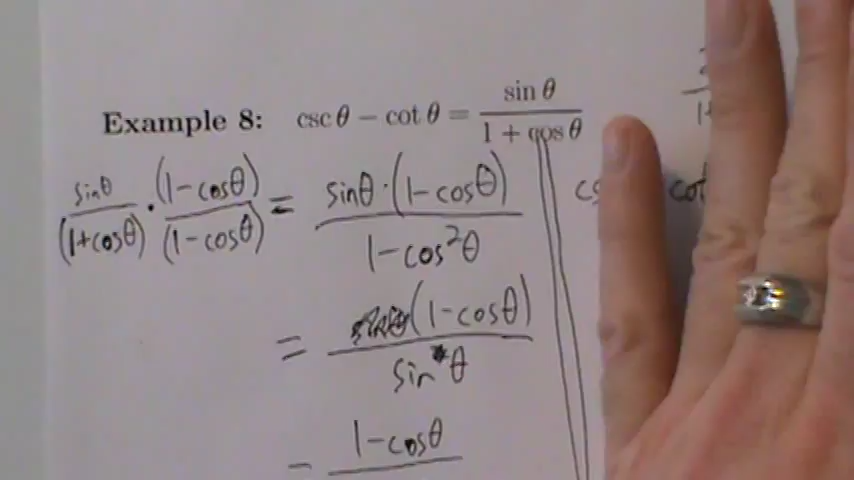 Example 8: csc θ − cot θ = sin θ / 1 + cos θ
sinθ / (1+cosθ) · (1-cosθ) / (1-cosθ) = sinθ·(1-cosθ) / 1-cos²θ
= (1-cosθ) / sin θ
1-cosθ